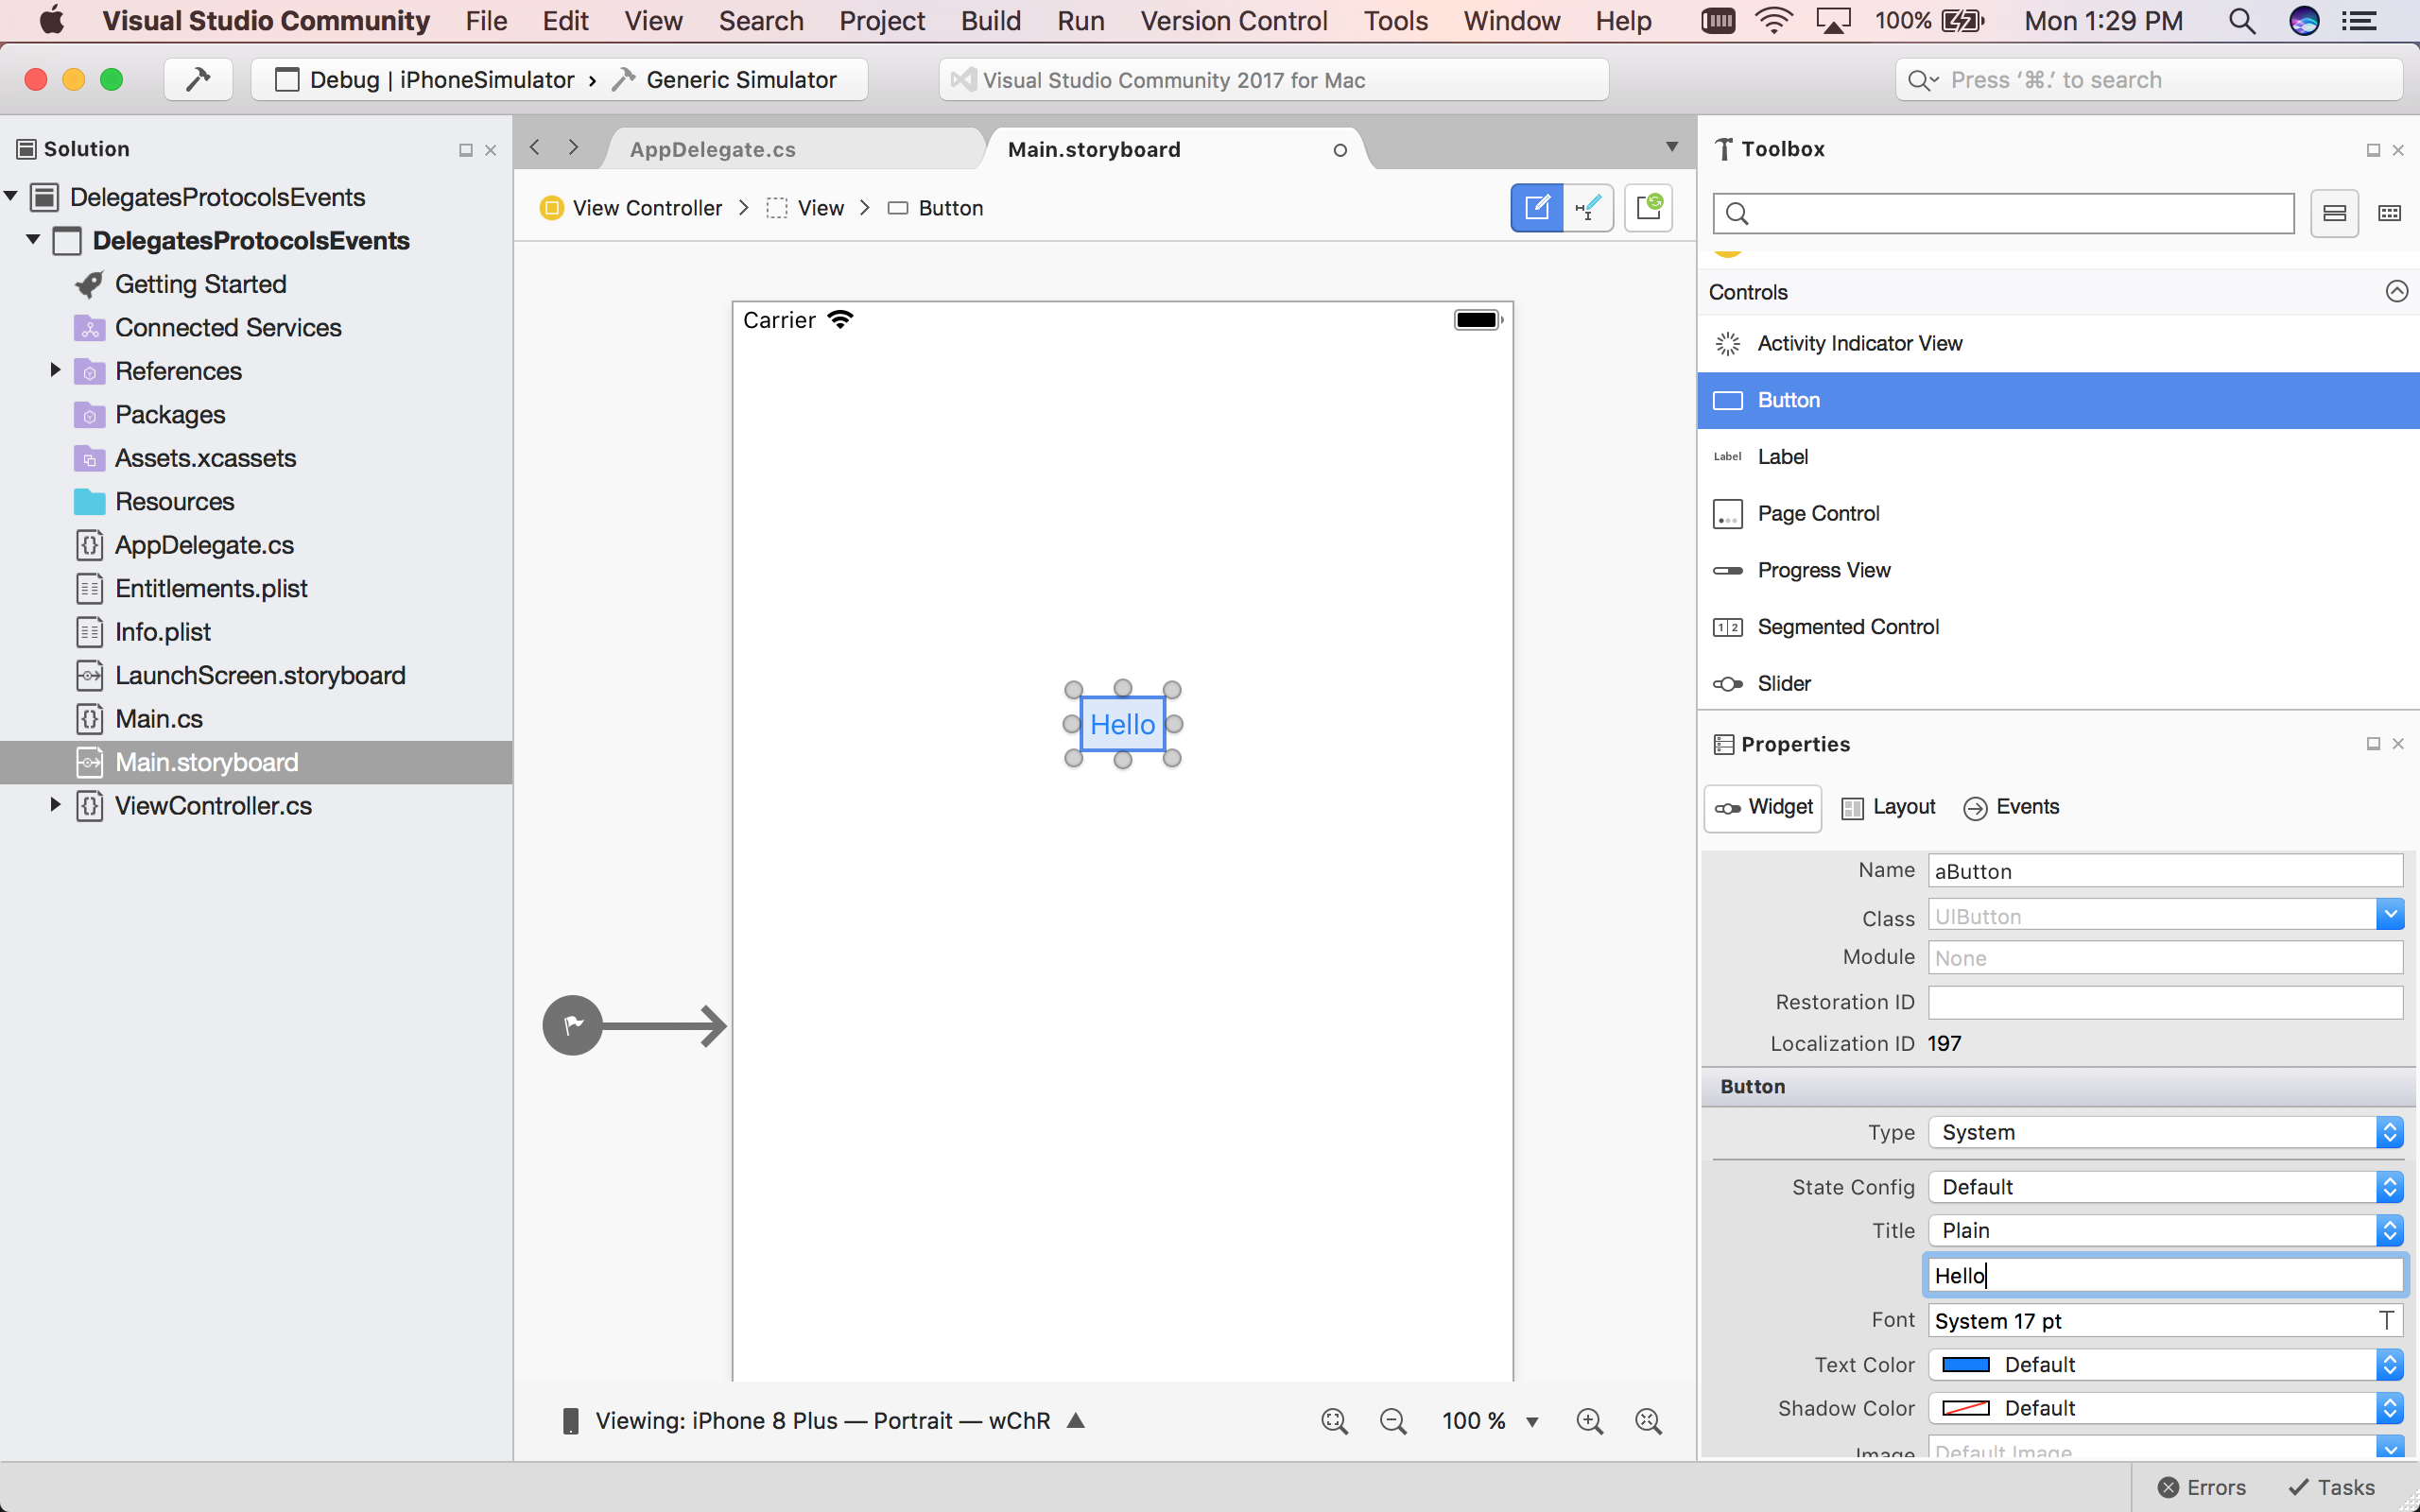 Visual Studio Community File Edit View Search Project Build Run Version Control Tools Window Help 100% Mon 1:29 PM
Debug | iPhoneSimulator › Generic Simulator
Visual Studio Community 2017 for Mac
Press ‘⌘.’ to search
Solution
DelegatesProtocolsEvents
DelegatesProtocolsEvents
Getting Started
Connected Services
References
Packages
Assets.xcassets
Resources
AppDelegate.cs
Entitlements.plist
Info.plist
LaunchScreen.storyboard
Main.cs
Main.storyboard
ViewController.cs
AppDelegate.cs
Main.storyboard
View Controller > View > Button
Carrier
Hello
Viewing: iPhone 8 Plus — Portrait — wChR
100 %
Toolbox
Controls
Activity Indicator View
Button
Label Label
Page Control
Progress View
1 2 Segmented Control
Slider
Properties
Widget Layout Events
Name aButton
Class UIButton
Module None
Restoration ID
Localization ID 197
Button
Type System
State Config Default
Title Plain
Hello
Font System 17 pt T
Text Color Default
Shadow Color Default
Image Default Image
Errors Tasks